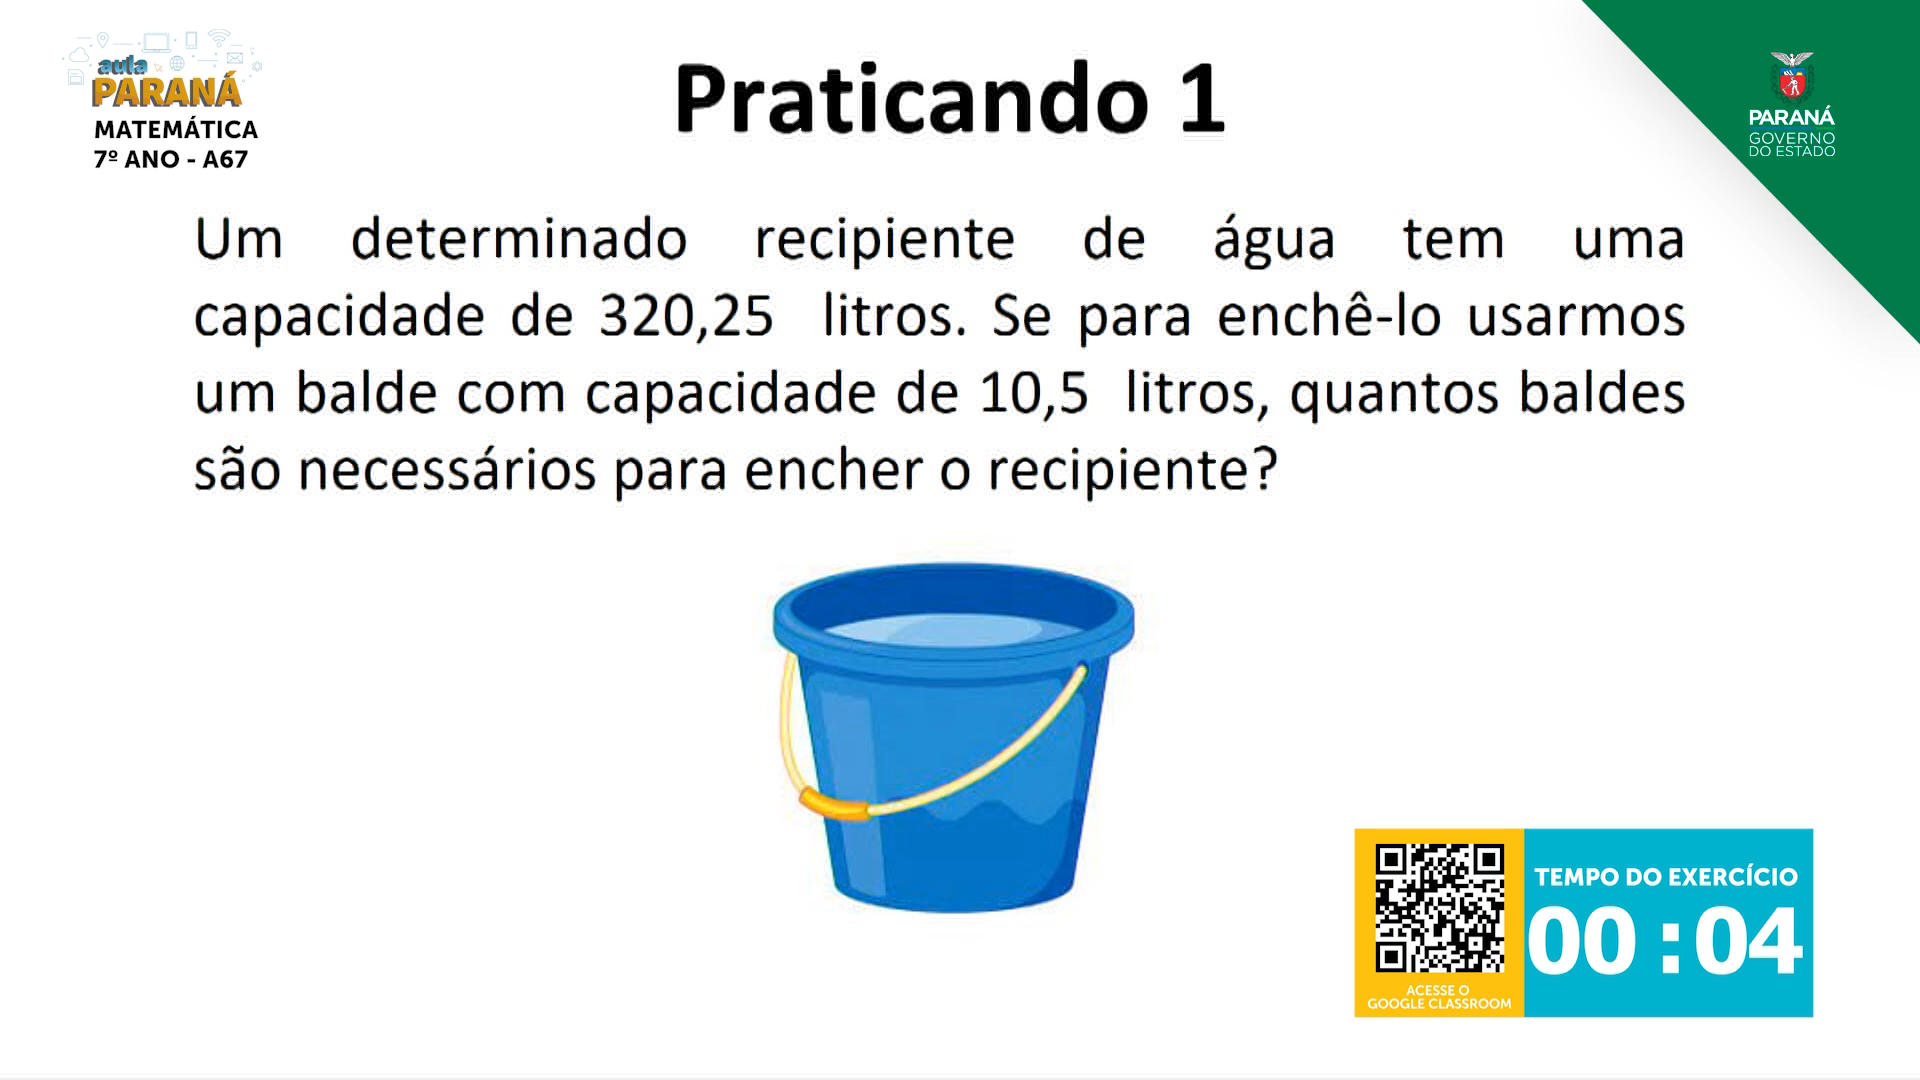 aula
PARANÁ
MATEMÁTICA
7º ANO - A67
Praticando 1
PARANÁ
GOVERNO
DO ESTADO
Um determinado recipiente de água tem uma
capacidade de 320,25 litros. Se para enchê-lo usarmos
um balde com capacidade de 10,5 litros, quantos baldes
são necessários para encher o recipiente?
TEMPO DO EXERCÍCIO
00:04
ACESSE O
GOOGLE CLASSROOM